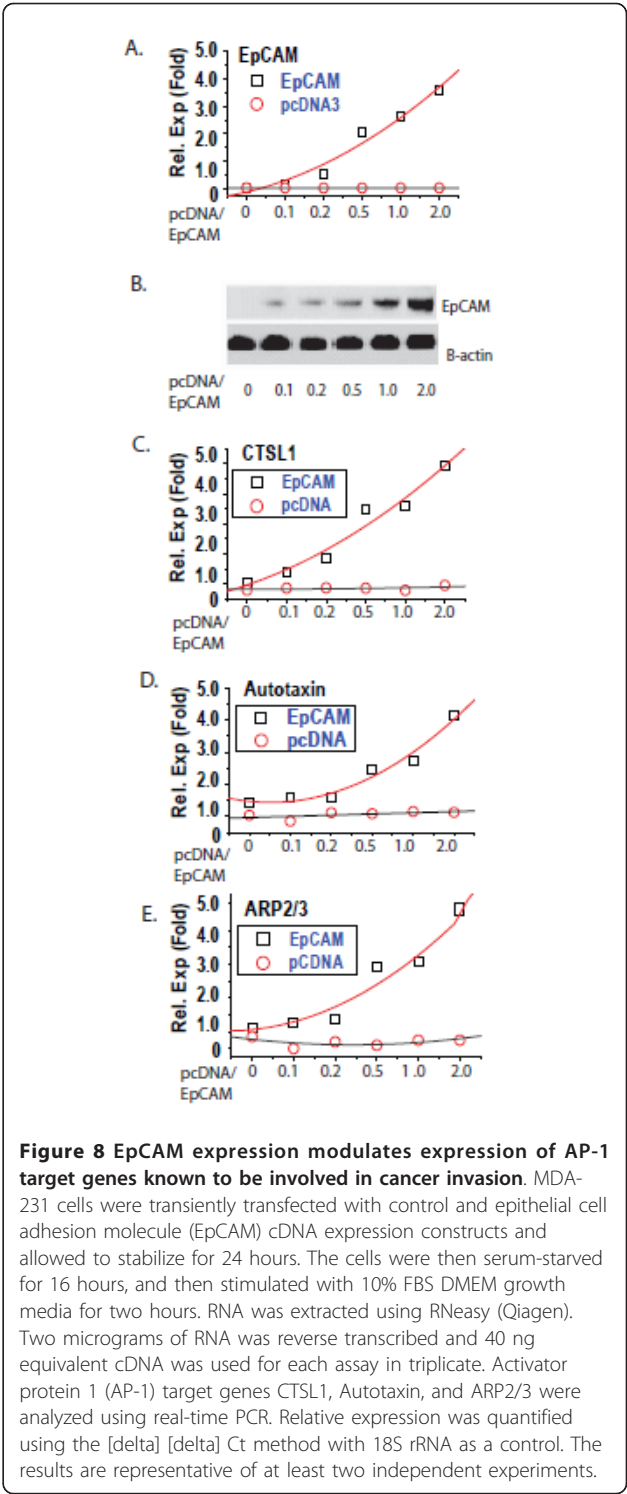 A.
EpCAM
EpCAM
pcDNA3
Rel. Exp (Fold)
5.0
4.0
3.0
2.0
1.0
0
pcDNA/
EpCAM
0 0.1 0.2 0.5 1.0 2.0
B.
EpCAM
B-actin
pcDNA/
EpCAM
0 0.1 0.2 0.5 1.0 2.0
C.
CTSL1
EpCAM
pcDNA
Rel. Exp (Fold)
5.0
4.0
3.0
2.0
1.0
0
pcDNA/
EpCAM
0 0.1 0.2 0.5 1.0 2.0
D.
Autotaxin
EpCAM
pcDNA
Rel. Exp (Fold)
5.0
4.0
3.0
2.0
1.0
0
pcDNA/
EpCAM
0 0.1 0.2 0.5 1.0 2.0
E.
ARP2/3
EpCAM
pCDNA
Rel. Exp (Fold)
5.0
4.0
3.0
2.0
1.0
0
pcDNA/
EpCAM
0 0.1 0.2 0.5 1.0 2.0
Figure 8 EpCAM expression modulates expression of AP-1
target genes known to be involved in cancer invasion. MDA-
231 cells were transiently transfected with control and epithelial cell
adhesion molecule (EpCAM) cDNA expression constructs and
allowed to stabilize for 24 hours. The cells were then serum-starved
for 16 hours, and then stimulated with 10% FBS DMEM growth
media for two hours. RNA was extracted using RNeasy (Qiagen).
Two micrograms of RNA was reverse transcribed and 40 ng
equivalent cDNA was used for each assay in triplicate. Activator
protein 1 (AP-1) target genes CTSL1, Autotaxin, and ARP2/3 were
analyzed using real-time PCR. Relative expression was quantified
using the [delta] [delta] Ct method with 18S rRNA as a control. The
results are representative of at least two independent experiments.